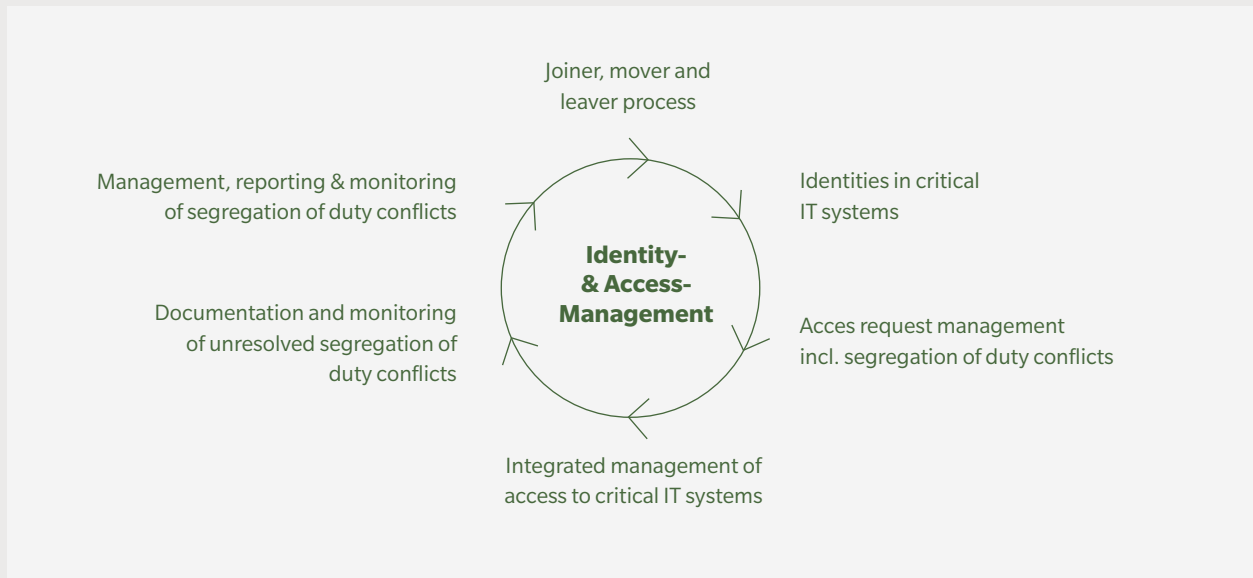 Joiner, mover and
leaver process
Management, reporting & monitoring
of segregation of duty conflicts
Identities in critical
IT systems
Identity-
& Access-
Management
Documentation and monitoring
of unresolved segregation of
duty conflicts
Acces request management
incl. segregation of duty conflicts
Integrated management of
access to critical IT systems